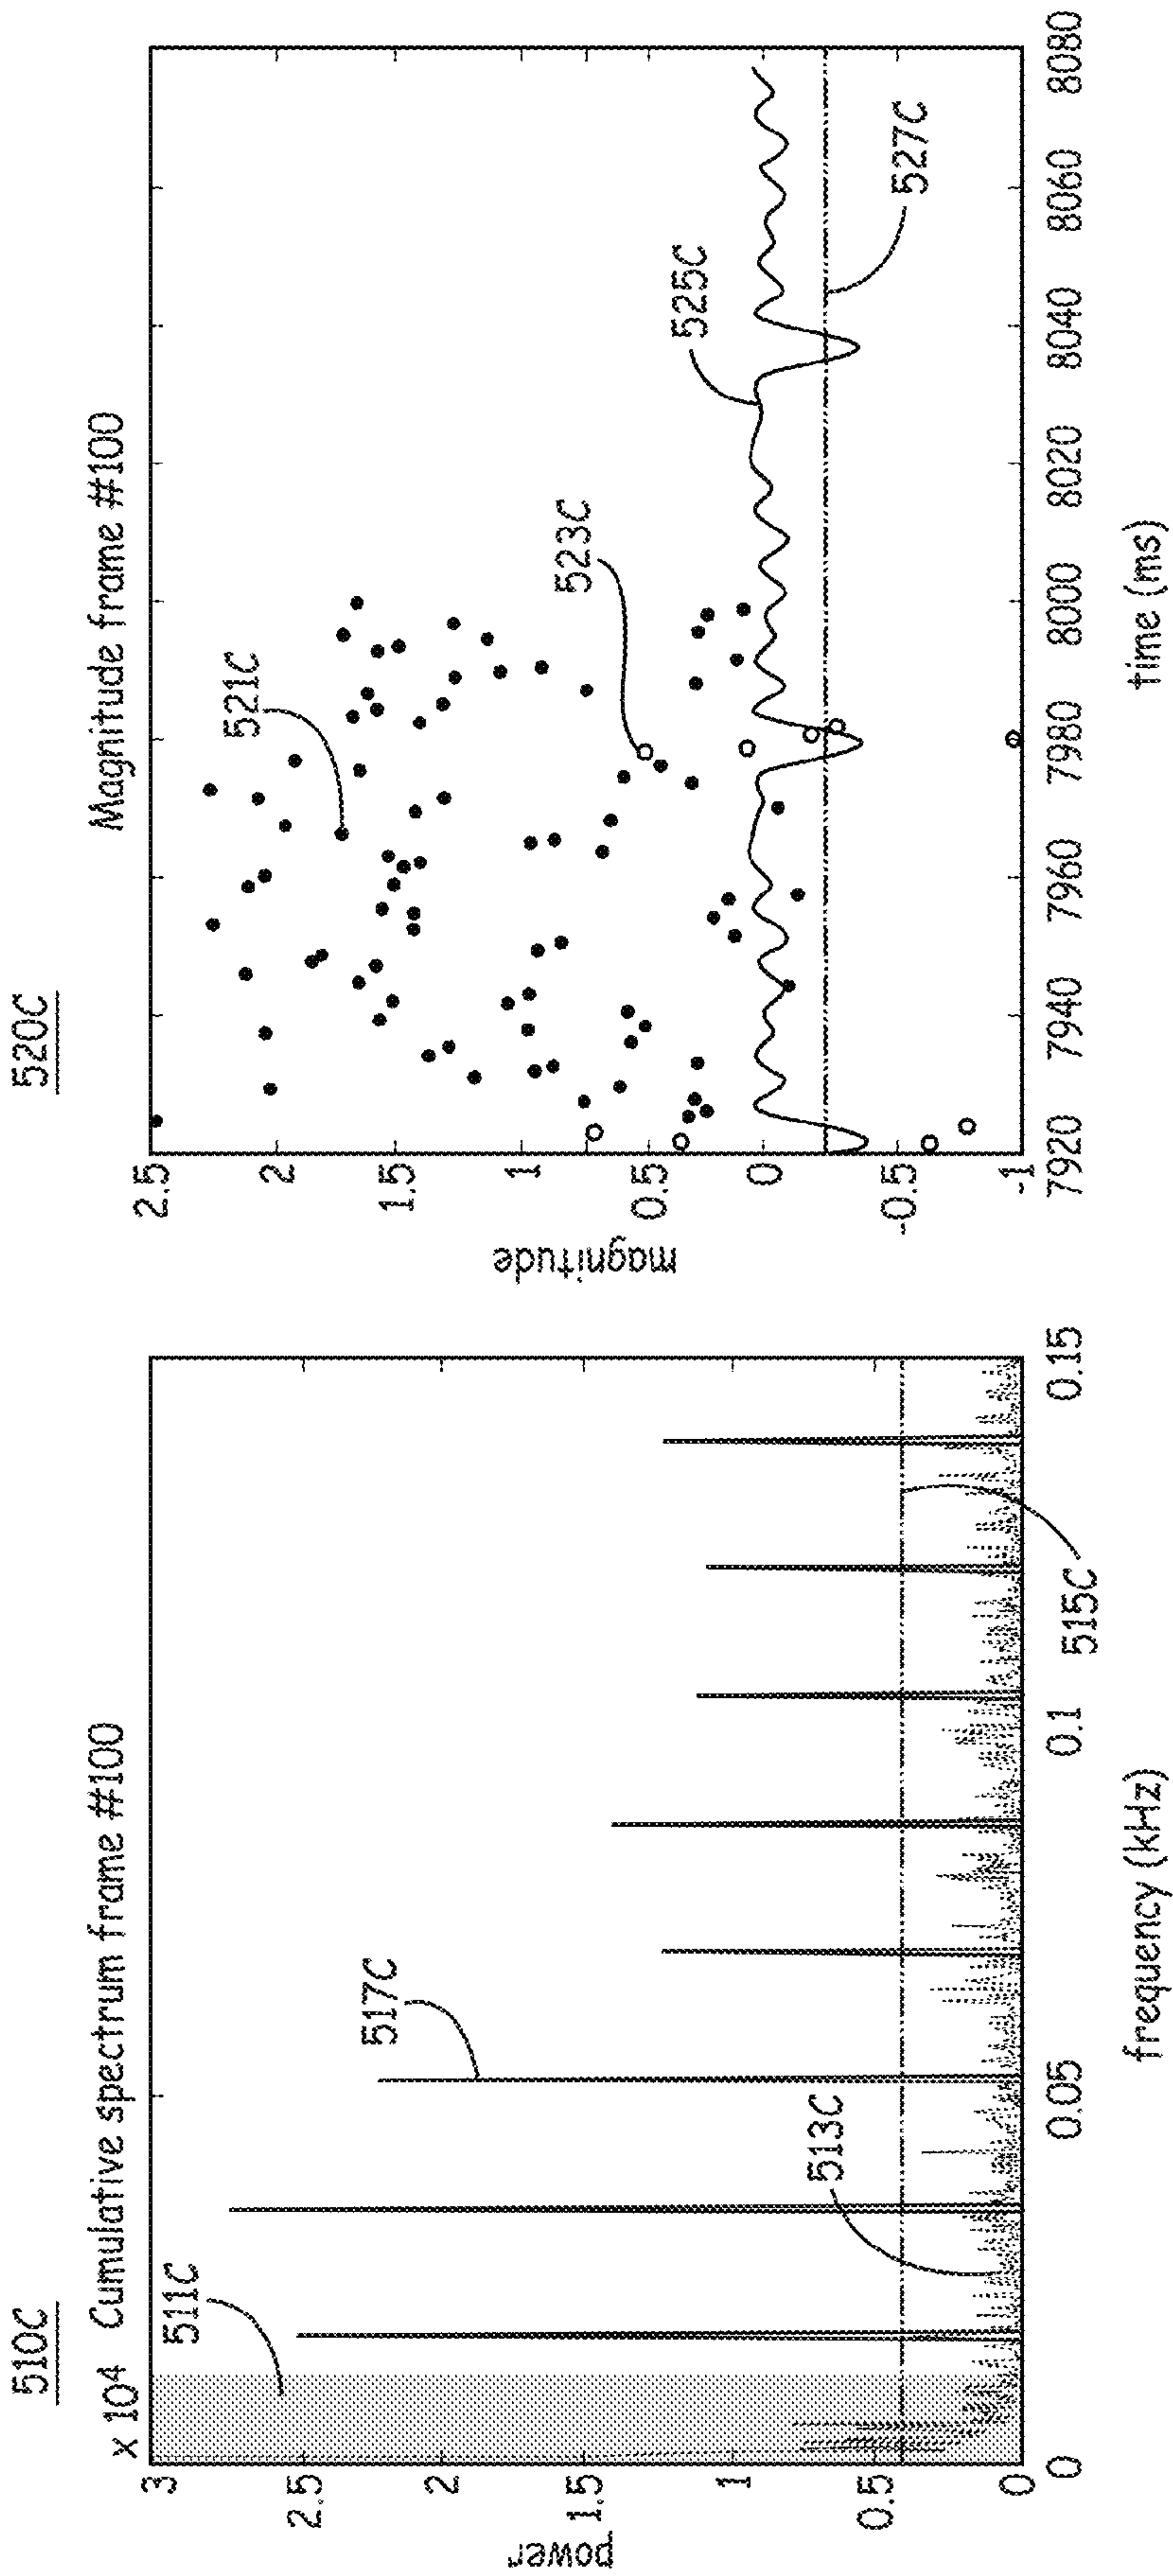 510C
x 10⁴ Cumulative spectrum frame #100
511C
517C
513C
515C
3
2.5
2
1.5
1
0.5
0
power
0
0.05
0.1
0.15
frequency (kHz)
520C
Magnitude frame #100
521C
523C
525C
527C
2.5
2
1.5
1
0.5
0
-0.5
-1
magnitude
7920
7940
7960
7980
8000
8020
8040
8060
8080
time (ms)